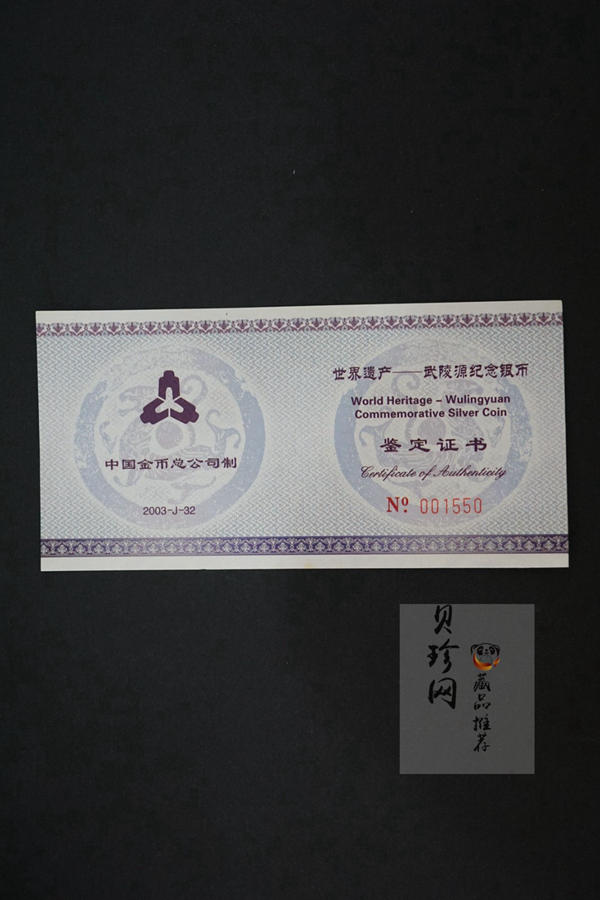 中国金币总公司制
2003-J-32
世界遗产——武陵源纪念银币
World Heritage - Wulingyuan
Commemorative Silver Coin
鉴定证书
Certificate of Authenticity
Nº 001550
贝珍网
藏品推荐